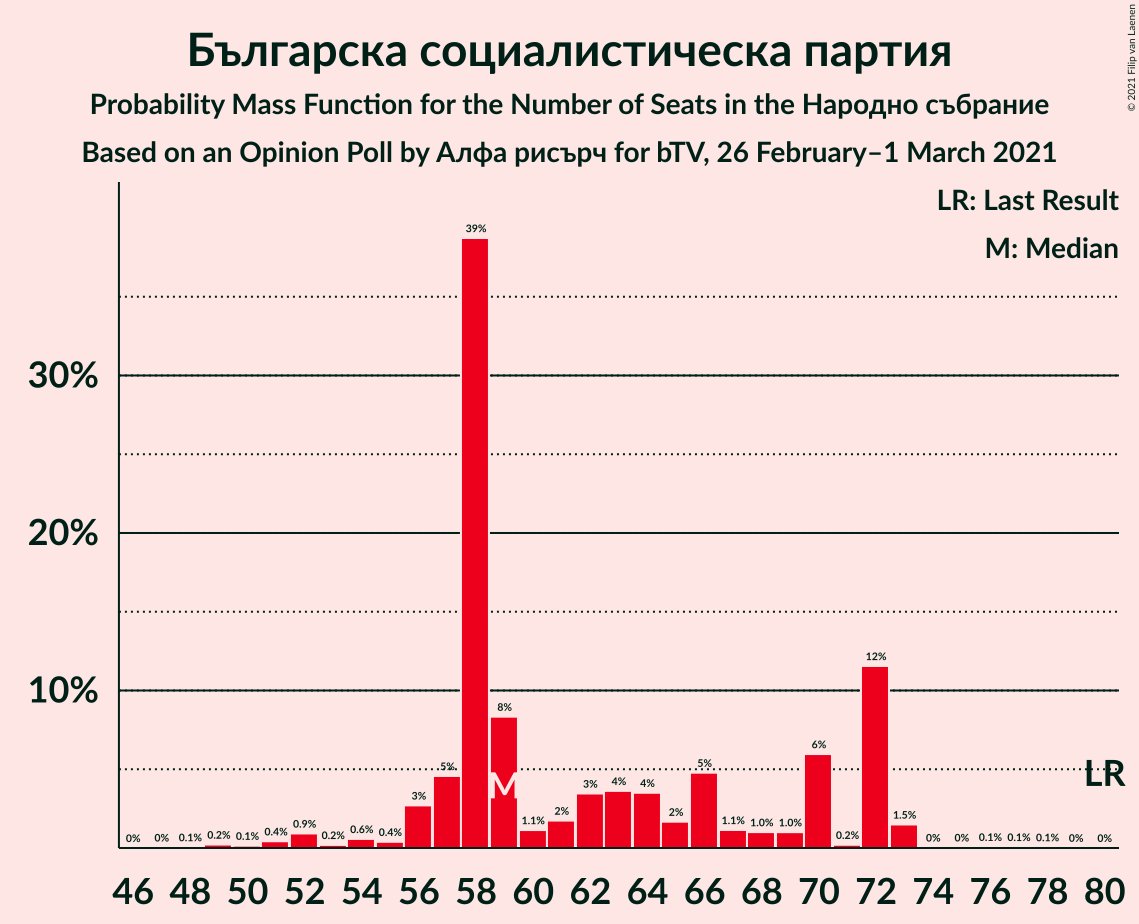 Българска социалистическа партия
Probability Mass Function for the Number of Seats in the Народно събрание
Based on an Opinion Poll by Алфа рисърч for bTV, 26 February–1 March 2021
© 2021 Filip van Laenen
LR: Last Result
M: Median
30%
20%
10%
0% 0% 0.1% 0.2% 0.1% 0.4% 0.9% 0.2% 0.6% 0.4% 3% 5% 39% 8% 1.1% 2% 3% 4% 4% 2% 5% 1.1% 1.0% 1.0% 6% 0.2% 12% 1.5% 0% 0% 0.1% 0.1% 0.1% 0% 0%
M
LR
46 48 50 52 54 56 58 60 62 64 66 68 70 72 74 76 78 80